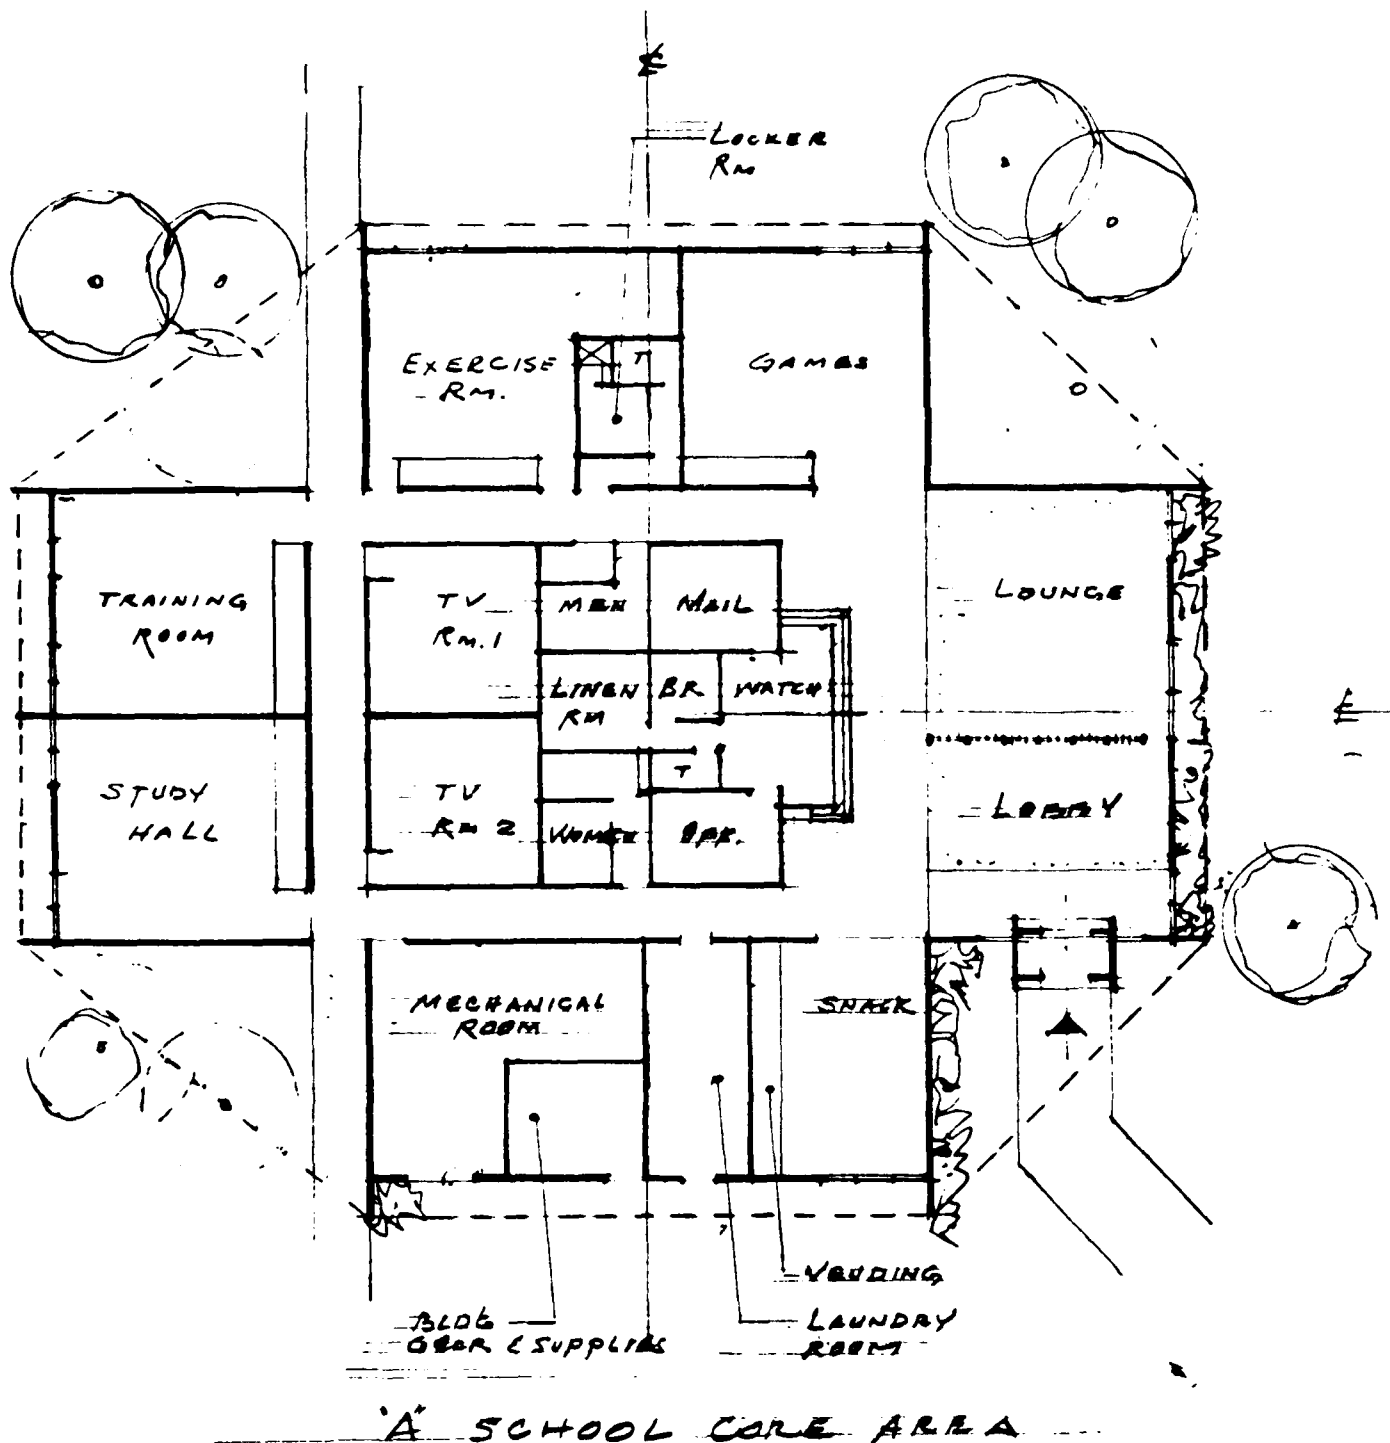 LOCKER
RM
EXERCISE
RM.
T
GAMES
TRAINING
ROOM
TV
RM. 1
MEN
MAIL
LOUNGE
LINEN
RM
BR
WATCH
STUDY
HALL
TV
RM 2
WOMEN
T
OFF.
LOBBY
MECHANICAL
ROOM
SNACK
VENDING
BLDG
GEAR & SUPPLIES
LAUNDRY
ROOM
"A" SCHOOL CORE AREA